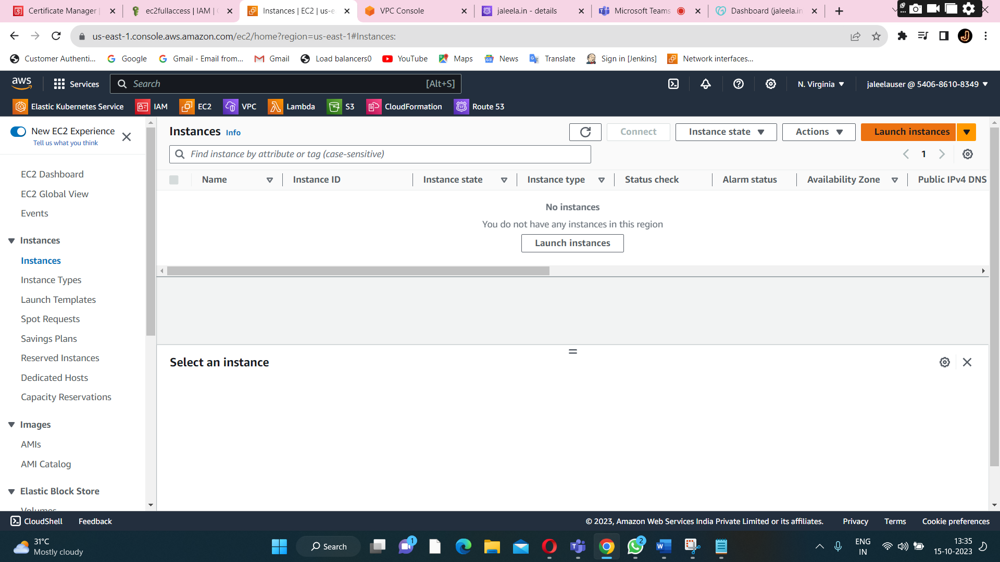 Certificate Manager |
ec2fullaccess | IAM |
Instances | EC2 | us-e
VPC Console
jaleela.in - details
Microsoft Teams
Dashboard (jaleela.in
us-east-1.console.aws.amazon.com/ec2/home?region=us-east-1#Instances:
Customer Authenti...
Google
Gmail - Email from...
Gmail
Load balancers0
YouTube
Maps
News
Translate
Sign in [Jenkins]
Network interfaces...
aws
Services
Search
[Alt+S]
N. Virginia
jaleelauser @ 5406-8610-8349
Elastic Kubernetes Service
IAM
EC2
VPC
Lambda
S3
CloudFormation
Route 53
New EC2 Experience
Tell us what you think
EC2 Dashboard
EC2 Global View
Events
Instances
Instances
Instance Types
Launch Templates
Spot Requests
Savings Plans
Reserved Instances
Dedicated Hosts
Capacity Reservations
Images
AMIs
AMI Catalog
Elastic Block Store
Volumes
Instances Info
Connect
Instance state
Actions
Launch instances
Find instance by attribute or tag (case-sensitive)
1
Name
Instance ID
Instance state
Instance type
Status check
Alarm status
Availability Zone
Public IPv4 DNS
No instances
You do not have any instances in this region
Launch instances
Select an instance
CloudShell
Feedback
© 2023, Amazon Web Services India Private Limited or its affiliates.
Privacy
Terms
Cookie preferences
31°C
Mostly cloudy
Search
1
2
ENG
IN
13:35
15-10-2023